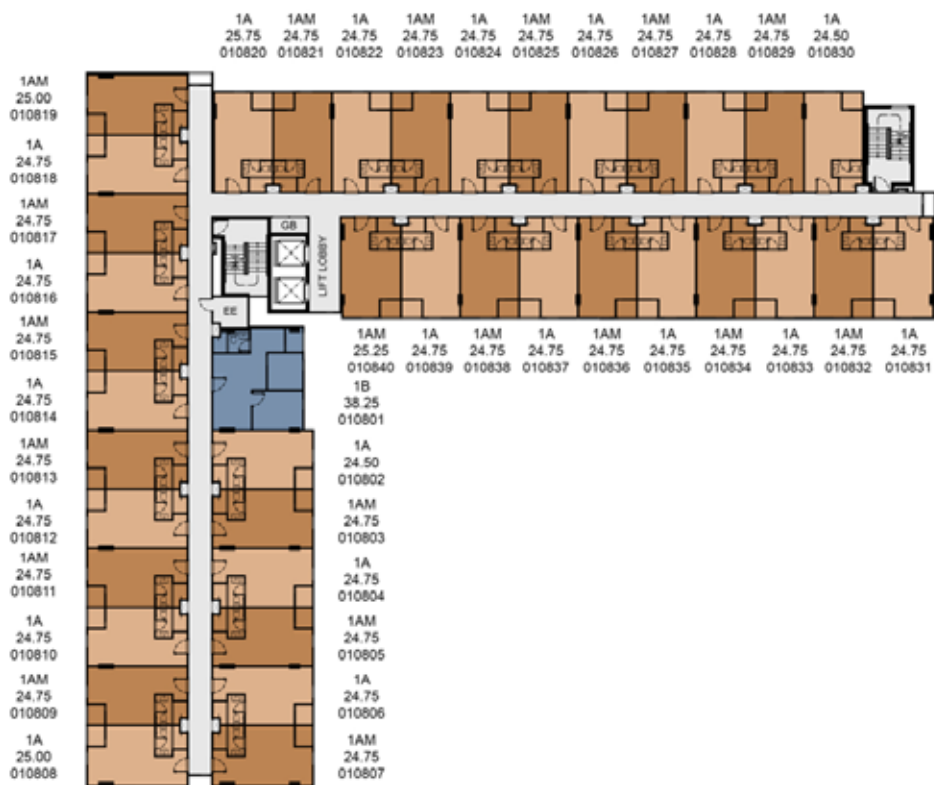 1A
25.75
010820
1AM
24.75
010821
1A
24.75
010822
1AM
24.75
010823
1A
24.75
010824
1AM
24.75
010825
1A
24.75
010826
1AM
24.75
010827
1A
24.75
010828
1AM
24.75
010829
1A
24.50
010830
1AM
25.00
010819
1A
24.75
010818
1AM
24.75
010817
1A
24.75
010816
1AM
24.75
010815
1A
24.75
010814
1AM
24.75
010813
1A
24.75
010812
1AM
24.75
010811
1A
24.75
010810
1AM
24.75
010809
1A
25.00
010808
GB
LIFT LOBBY
EE
1AM
25.25
010840
1A
24.75
010839
1AM
24.75
010838
1A
24.75
010837
1AM
24.75
010836
1A
24.75
010835
1AM
24.75
010834
1A
24.75
010833
1AM
24.75
010832
1A
24.75
010831
1B
38.25
010801
1A
24.50
010802
1AM
24.75
010803
1A
24.75
010804
1AM
24.75
010805
1A
24.75
010806
1AM
24.75
010807